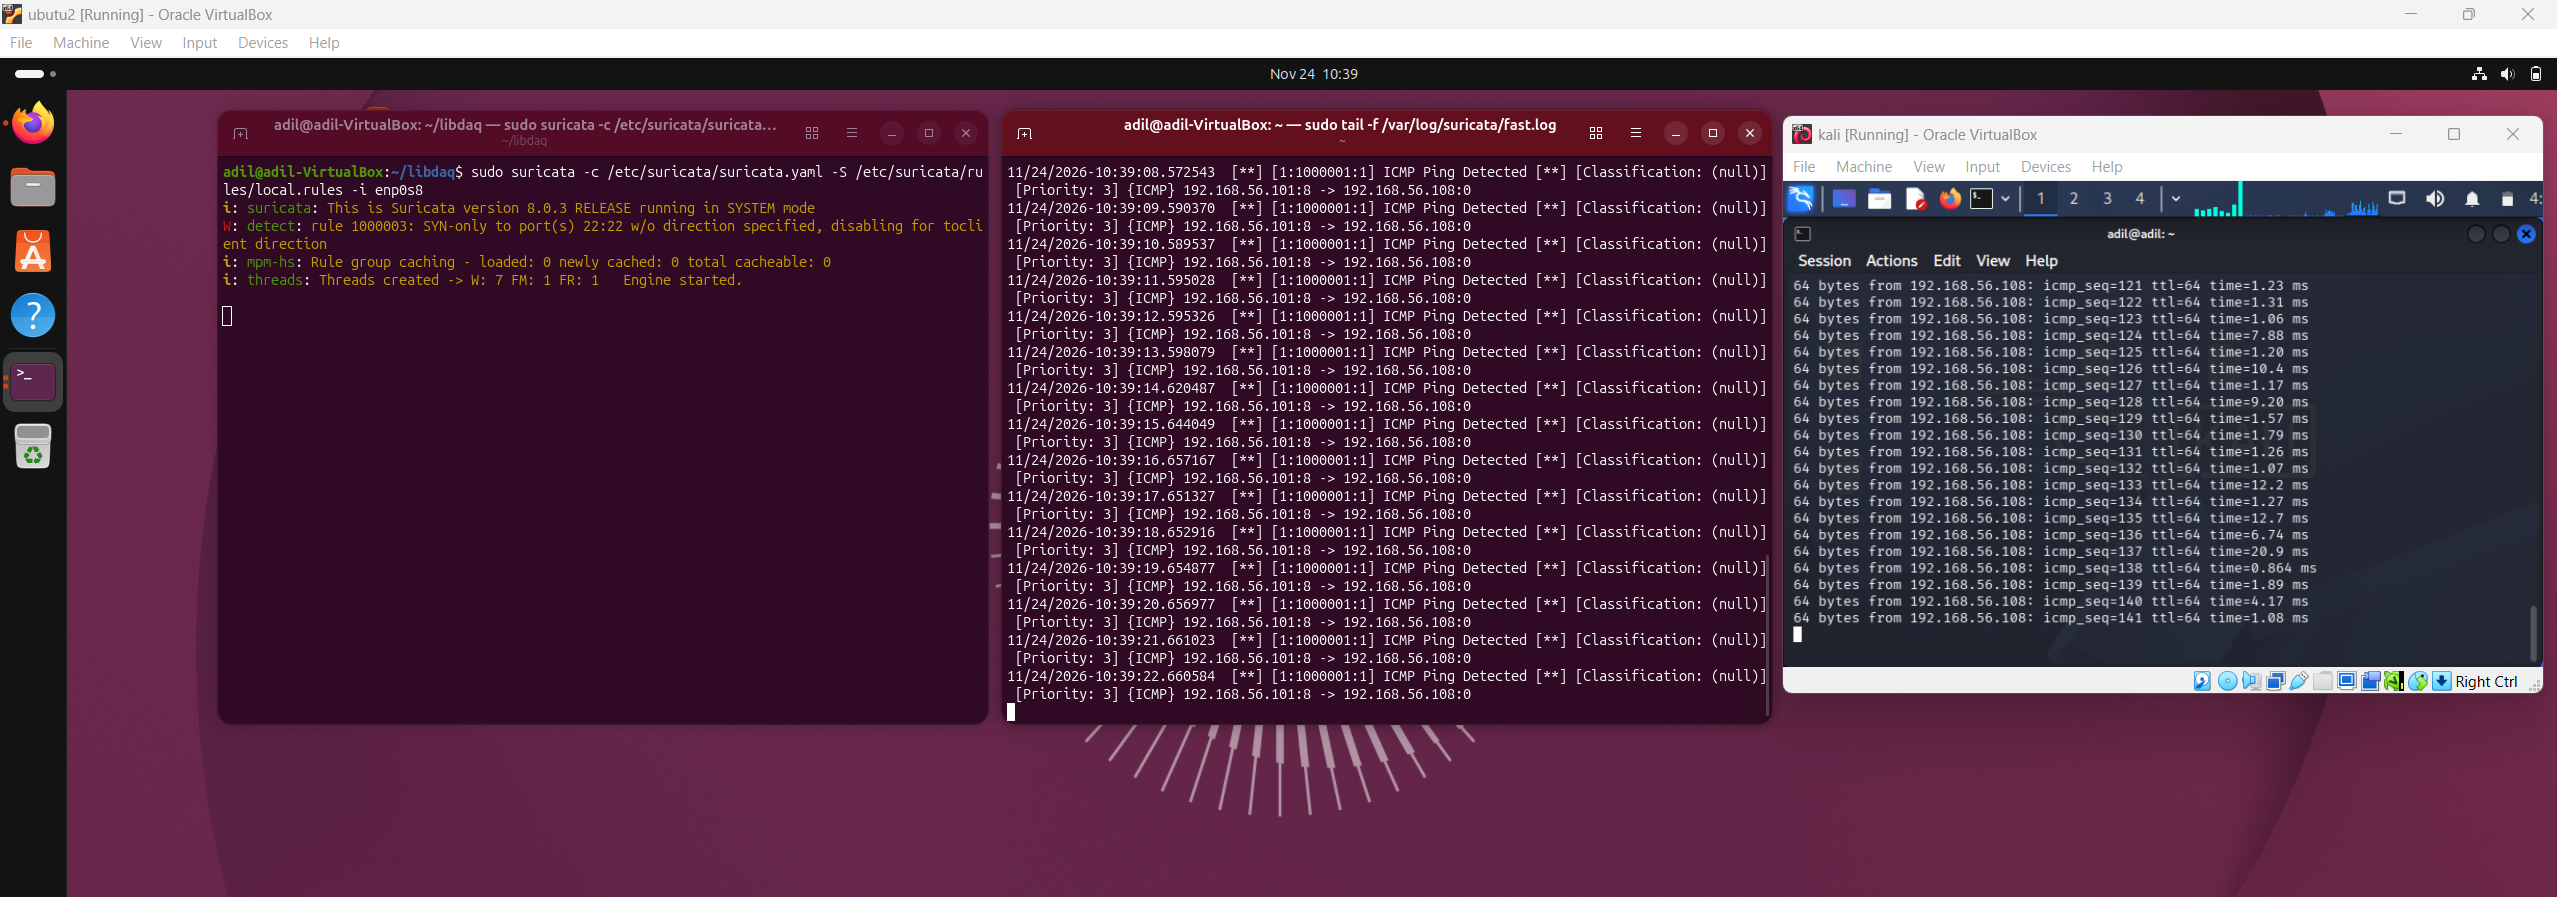 ubutu2 [Running] - Oracle VirtualBox
File Machine View Input Devices Help
Nov 24 10:39
adil@adil-VirtualBox: ~/libdaq — sudo suricata -c /etc/suricata/suricata...
~/libdaq
adil@adil-VirtualBox:~/libdaq$ sudo suricata -c /etc/suricata/suricata.yaml -S /etc/suricata/ru
les/local.rules -i enp0s8
i: suricata: This is Suricata version 8.0.3 RELEASE running in SYSTEM mode
W: detect: rule 1000003: SYN-only to port(s) 22:22 w/o direction specified, disabling for tocli
ent direction
i: mpm-hs: Rule group caching - loaded: 0 newly cached: 0 total cacheable: 0
i: threads: Threads created -> W: 7 FM: 1 FR: 1   Engine started.
adil@adil-VirtualBox: ~ — sudo tail -f /var/log/suricata/fast.log
~
11/24/2026-10:39:08.572543  [**] [1:1000001:1] ICMP Ping Detected [**] [Classification: (null)]
[Priority: 3] {ICMP} 192.168.56.101:8 -> 192.168.56.108:0
11/24/2026-10:39:09.590370  [**] [1:1000001:1] ICMP Ping Detected [**] [Classification: (null)]
[Priority: 3] {ICMP} 192.168.56.101:8 -> 192.168.56.108:0
11/24/2026-10:39:10.589537  [**] [1:1000001:1] ICMP Ping Detected [**] [Classification: (null)]
[Priority: 3] {ICMP} 192.168.56.101:8 -> 192.168.56.108:0
11/24/2026-10:39:11.595028  [**] [1:1000001:1] ICMP Ping Detected [**] [Classification: (null)]
[Priority: 3] {ICMP} 192.168.56.101:8 -> 192.168.56.108:0
11/24/2026-10:39:12.595326  [**] [1:1000001:1] ICMP Ping Detected [**] [Classification: (null)]
[Priority: 3] {ICMP} 192.168.56.101:8 -> 192.168.56.108:0
11/24/2026-10:39:13.598079  [**] [1:1000001:1] ICMP Ping Detected [**] [Classification: (null)]
[Priority: 3] {ICMP} 192.168.56.101:8 -> 192.168.56.108:0
11/24/2026-10:39:14.620487  [**] [1:1000001:1] ICMP Ping Detected [**] [Classification: (null)]
[Priority: 3] {ICMP} 192.168.56.101:8 -> 192.168.56.108:0
11/24/2026-10:39:15.644049  [**] [1:1000001:1] ICMP Ping Detected [**] [Classification: (null)]
[Priority: 3] {ICMP} 192.168.56.101:8 -> 192.168.56.108:0
11/24/2026-10:39:16.657167  [**] [1:1000001:1] ICMP Ping Detected [**] [Classification: (null)]
[Priority: 3] {ICMP} 192.168.56.101:8 -> 192.168.56.108:0
11/24/2026-10:39:17.651327  [**] [1:1000001:1] ICMP Ping Detected [**] [Classification: (null)]
[Priority: 3] {ICMP} 192.168.56.101:8 -> 192.168.56.108:0
11/24/2026-10:39:18.652916  [**] [1:1000001:1] ICMP Ping Detected [**] [Classification: (null)]
[Priority: 3] {ICMP} 192.168.56.101:8 -> 192.168.56.108:0
11/24/2026-10:39:19.654877  [**] [1:1000001:1] ICMP Ping Detected [**] [Classification: (null)]
[Priority: 3] {ICMP} 192.168.56.101:8 -> 192.168.56.108:0
11/24/2026-10:39:20.656977  [**] [1:1000001:1] ICMP Ping Detected [**] [Classification: (null)]
[Priority: 3] {ICMP} 192.168.56.101:8 -> 192.168.56.108:0
11/24/2026-10:39:21.661023  [**] [1:1000001:1] ICMP Ping Detected [**] [Classification: (null)]
[Priority: 3] {ICMP} 192.168.56.101:8 -> 192.168.56.108:0
11/24/2026-10:39:22.660584  [**] [1:1000001:1] ICMP Ping Detected [**] [Classification: (null)]
[Priority: 3] {ICMP} 192.168.56.101:8 -> 192.168.56.108:0
kali [Running] - Oracle VirtualBox
File Machine View Input Devices Help
1 2 3 4 4:
adil@adil: ~
Session Actions Edit View Help
64 bytes from 192.168.56.108: icmp_seq=121 ttl=64 time=1.23 ms
64 bytes from 192.168.56.108: icmp_seq=122 ttl=64 time=1.31 ms
64 bytes from 192.168.56.108: icmp_seq=123 ttl=64 time=1.06 ms
64 bytes from 192.168.56.108: icmp_seq=124 ttl=64 time=7.88 ms
64 bytes from 192.168.56.108: icmp_seq=125 ttl=64 time=1.20 ms
64 bytes from 192.168.56.108: icmp_seq=126 ttl=64 time=10.4 ms
64 bytes from 192.168.56.108: icmp_seq=127 ttl=64 time=1.17 ms
64 bytes from 192.168.56.108: icmp_seq=128 ttl=64 time=9.20 ms
64 bytes from 192.168.56.108: icmp_seq=129 ttl=64 time=1.57 ms
64 bytes from 192.168.56.108: icmp_seq=130 ttl=64 time=1.79 ms
64 bytes from 192.168.56.108: icmp_seq=131 ttl=64 time=1.26 ms
64 bytes from 192.168.56.108: icmp_seq=132 ttl=64 time=1.07 ms
64 bytes from 192.168.56.108: icmp_seq=133 ttl=64 time=12.2 ms
64 bytes from 192.168.56.108: icmp_seq=134 ttl=64 time=1.27 ms
64 bytes from 192.168.56.108: icmp_seq=135 ttl=64 time=12.7 ms
64 bytes from 192.168.56.108: icmp_seq=136 ttl=64 time=6.74 ms
64 bytes from 192.168.56.108: icmp_seq=137 ttl=64 time=20.9 ms
64 bytes from 192.168.56.108: icmp_seq=138 ttl=64 time=0.864 ms
64 bytes from 192.168.56.108: icmp_seq=139 ttl=64 time=1.89 ms
64 bytes from 192.168.56.108: icmp_seq=140 ttl=64 time=4.17 ms
64 bytes from 192.168.56.108: icmp_seq=141 ttl=64 time=1.08 ms
Right Ctrl